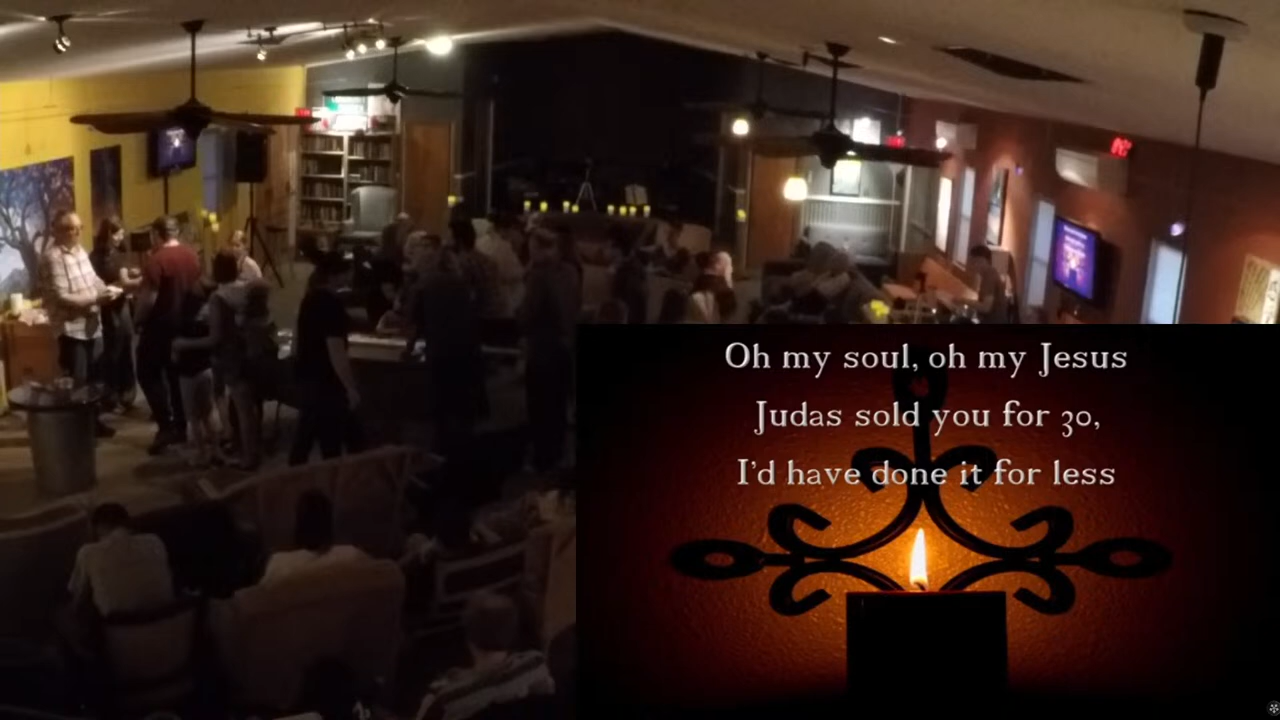 Oh my soul, oh my Jesus
Judas sold you for 30,
I'd have done it for less